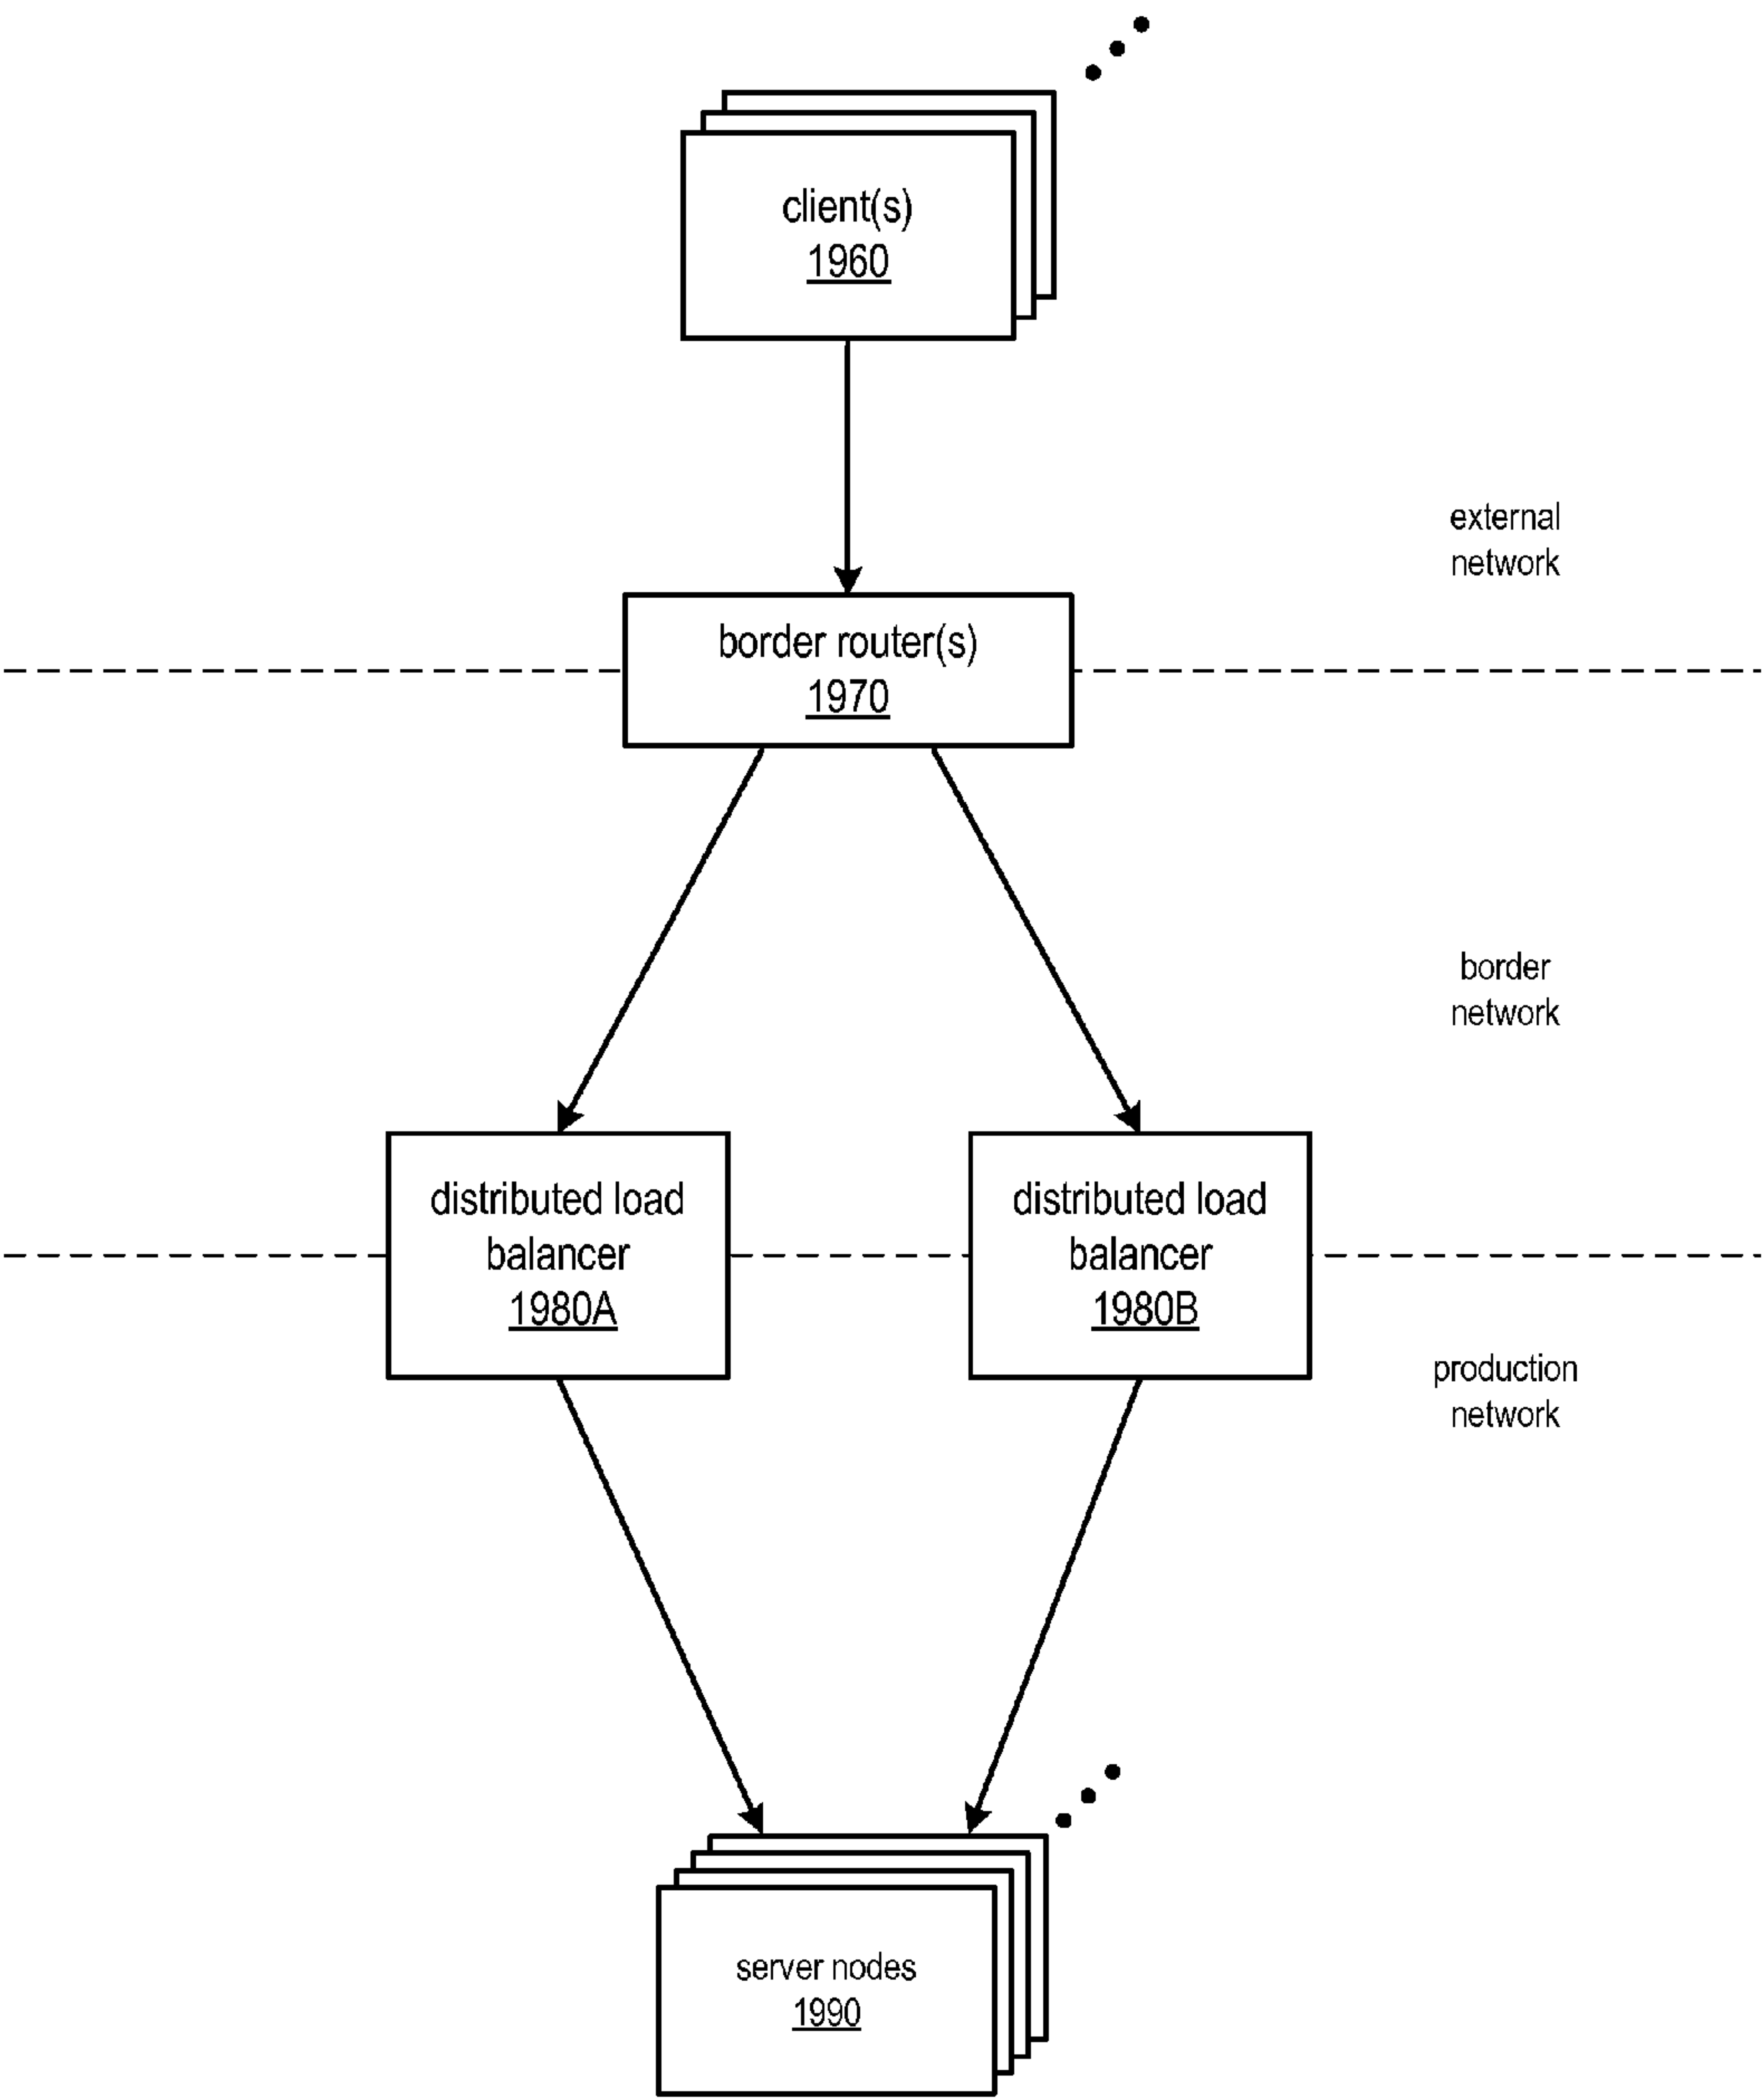 client(s)
1960
external
network
border router(s)
1970
border
network
distributed load
balancer
1980A
distributed load
balancer
1980B
production
network
server nodes
1990